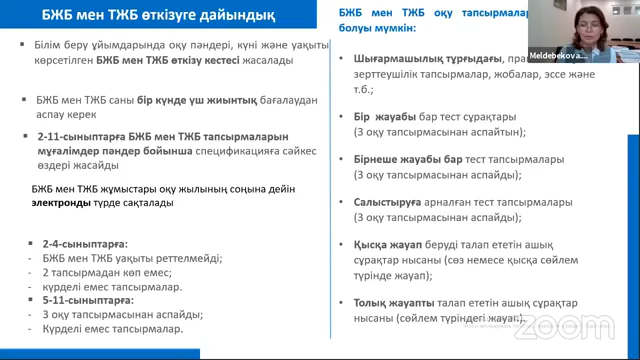 БЖБ мен ТЖБ өткізуге дайындық
Білім беру ұйымдарында оқу пәндері, күні және уақыты
көрсетілген БЖБ мен ТЖБ өткізу кестесі жасалады
БЖБ мен ТЖБ саны бір күнде үш жиынтық бағалаудан
аспау керек
2-11-сыныптарға БЖБ мен ТЖБ тапсырмаларын
мұғалімдер пәндер бойынша спецификацияға сәйкес
өздері жасайды
БЖБ мен ТЖБ жұмыстары оқу жылының соңына дейін
электронды түрде сақталады
2-4-сыныптарға:
- БЖБ мен ТЖБ уақыты реттелмейді;
- 2 тапсырмадан көп емес;
- күрделі емес тапсырмалар.
5-11-сыныптарға:
- 3 оқу тапсырмасынан аспайды;
- Күрделі емес тапсырмалар.
БЖБ мен ТЖБ оқу тапсырмалар
болуы мүмкін:
Шығармашылық тұрғыдағы, пра
зерттеушілік тапсырмалар, жобалар, эссе және
т.б.;
Бір жауабы бар тест сұрақтары
(3 оқу тапсырмасынан аспайтын);
Бірнеше жауабы бар тест тапсырмалары
(3 оқу тапсырмасынан аспайды);
Салыстыруға арналған тест тапсырмалары
(3 оқу тапсырмасынан аспайды);
Қысқа жауап беруді талап ететін ашық
сұрақтар нысаны (сөз немесе қысқа сөйлем
түрінде жауап);
Толық жауапты талап ететін ашық сұрақтар
нысаны (сөйлем түріндегі жауап).
Meldebekova....
zoom